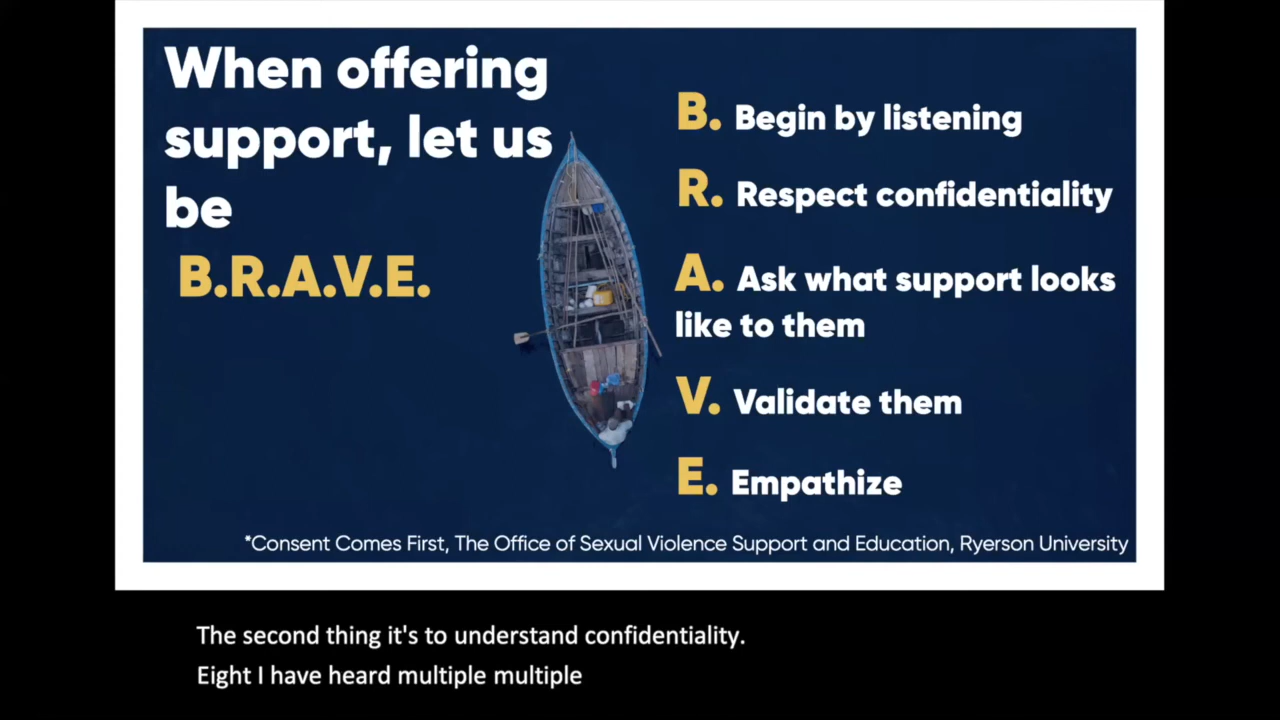 When offering
support, let us
be
B.R.A.V.E.
B. Begin by listening
R. Respect confidentiality
A. Ask what support looks
like to them
V. Validate them
E. Empathize
*Consent Comes First, The Office of Sexual Violence Support and Education, Ryerson University
The second thing it's to understand confidentiality.
Eight I have heard multiple multiple